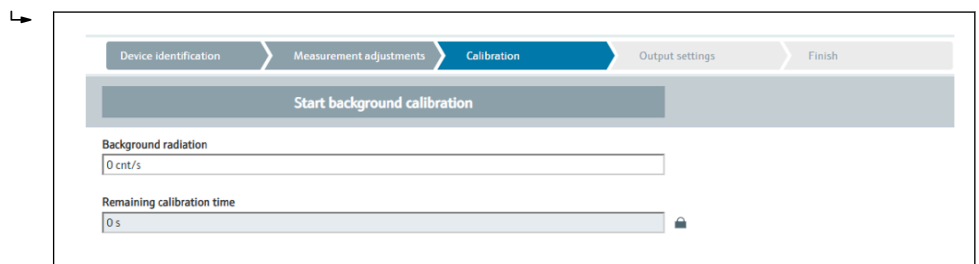 Device identification Measurement adjustments Calibration Output settings Finish
Start background calibration
Background radiation
0 cnt/s
Remaining calibration time
0 s